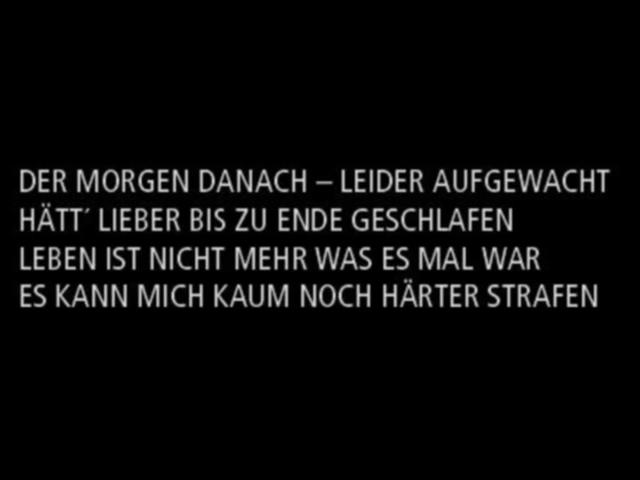 DER MORGEN DANACH – LEIDER AUFGEWACHT
HÄTT´ LIEBER BIS ZU ENDE GESCHLAFEN
LEBEN IST NICHT MEHR WAS ES MAL WAR
ES KANN MICH KAUM NOCH HÄRTER STRAFEN